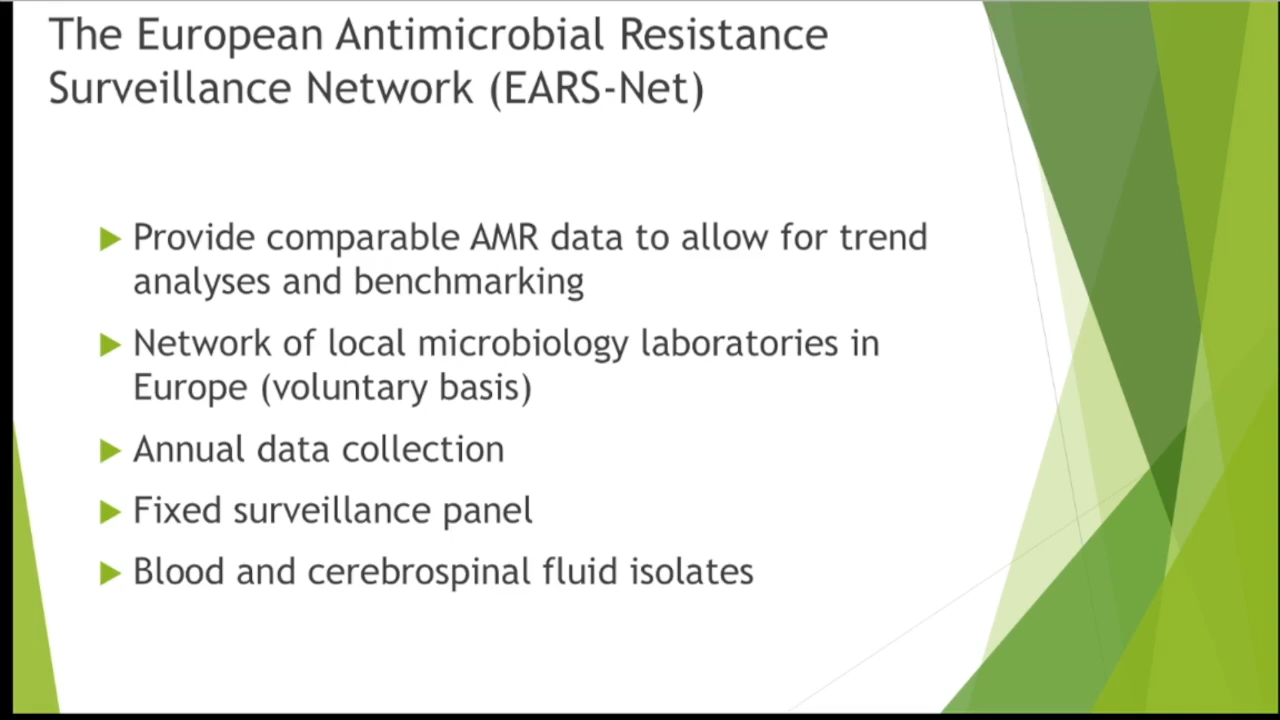 The European Antimicrobial Resistance
Surveillance Network (EARS-Net)
Provide comparable AMR data to allow for trend
analyses and benchmarking
Network of local microbiology laboratories in
Europe (voluntary basis)
Annual data collection
Fixed surveillance panel
Blood and cerebrospinal fluid isolates